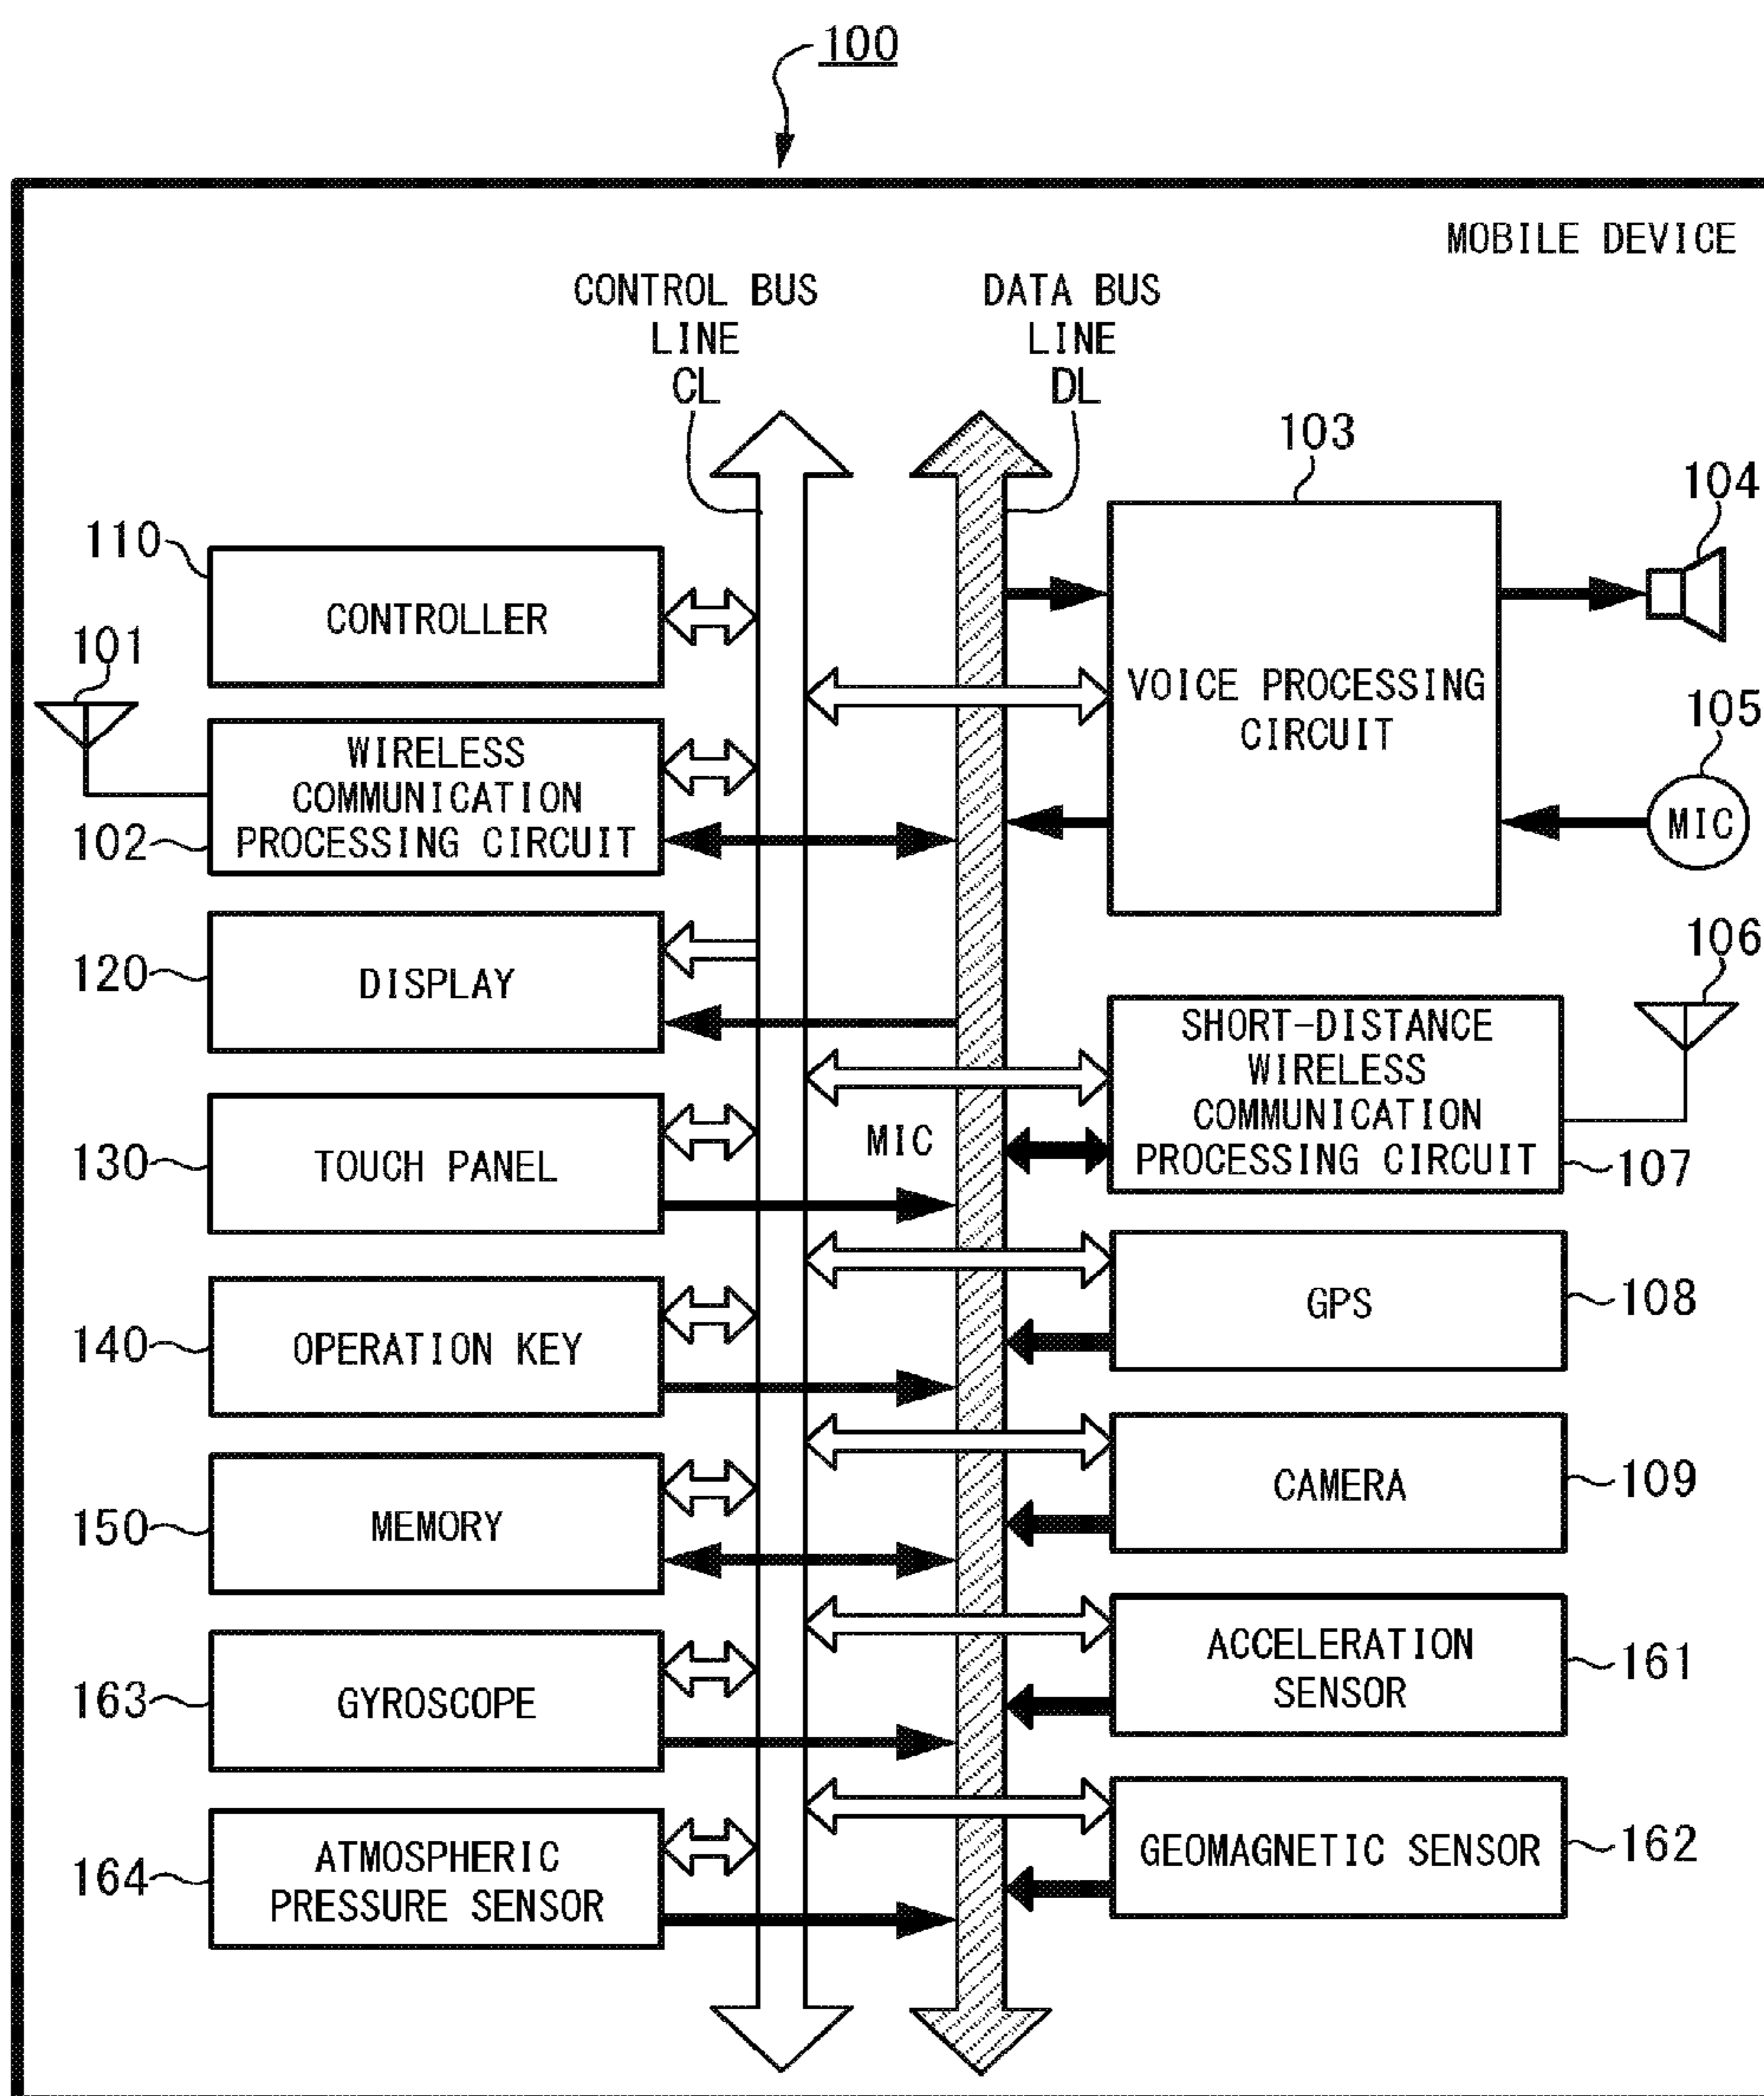 100
MOBILE DEVICE
CONTROL BUS
LINE
CL
DATA BUS
LINE
DL
103
104
110
CONTROLLER
101
VOICE PROCESSING
CIRCUIT
105
MIC
WIRELESS
COMMUNICATION
PROCESSING CIRCUIT
102
120
DISPLAY
106
SHORT-DISTANCE
WIRELESS
COMMUNICATION
PROCESSING CIRCUIT
107
MIC
130
TOUCH PANEL
GPS
108
140
OPERATION KEY
CAMERA
109
150
MEMORY
ACCELERATION
SENSOR
161
163
GYROSCOPE
GEOMAGNETIC SENSOR
162
164
ATMOSPHERIC
PRESSURE SENSOR